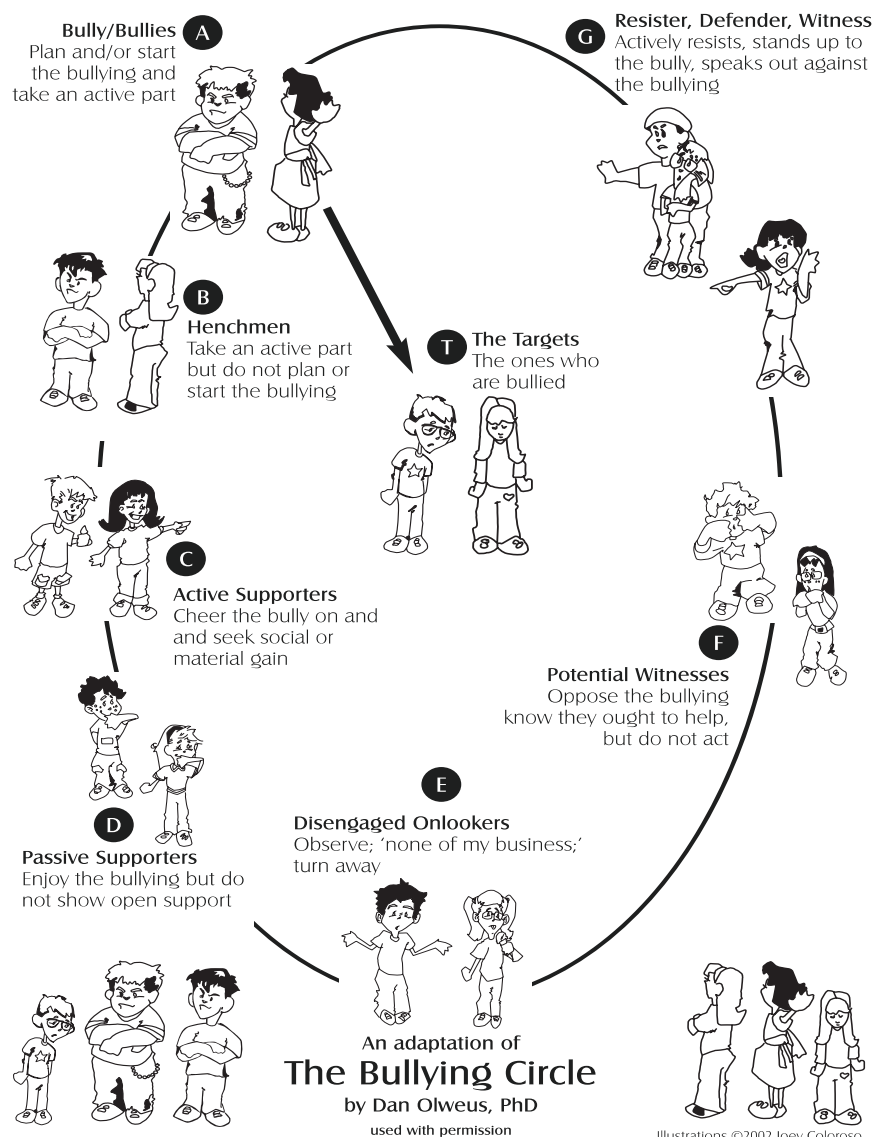 A
Bully/Bullies
Plan and/or start
the bullying and
take an active part
G
Resister, Defender, Witness
Actively resists, stands up to
the bully, speaks out against
the bullying
B
Henchmen
Take an active part
but do not plan or
start the bullying
T
The Targets
The ones who
are bullied
C
Active Supporters
Cheer the bully on and
and seek social or
material gain
F
Potential Witnesses
Oppose the bullying
know they ought to help,
but do not act
D
Passive Supporters
Enjoy the bullying but do
not show open support
E
Disengaged Onlookers
Observe; ‘none of my business;’
turn away
An adaptation of
The Bullying Circle
by Dan Olweus, PhD
used with permission
Illustrations ©2002 Joey Coloroso